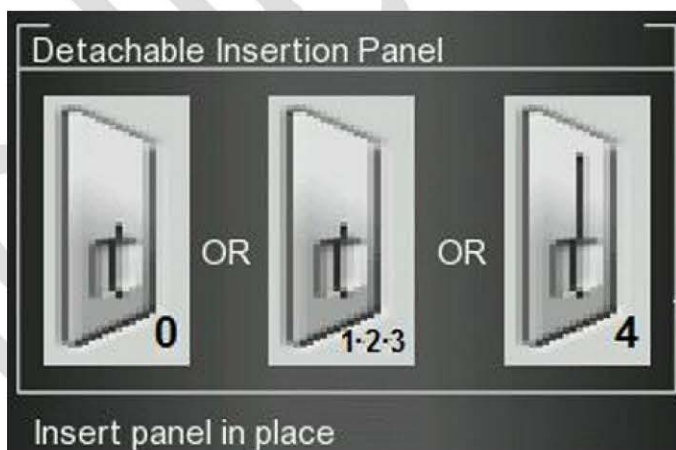 Detachable Insertion Panel
0 OR 1·2·3 OR 4
Insert panel in place